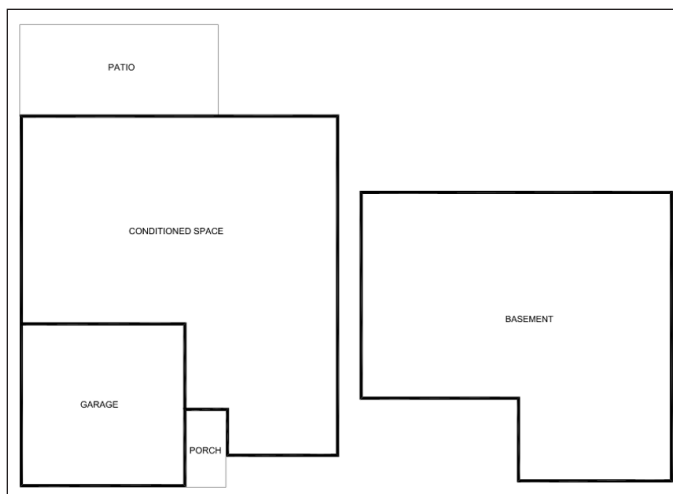 PATIO
CONDITIONED SPACE
BASEMENT
GARAGE
PORCH